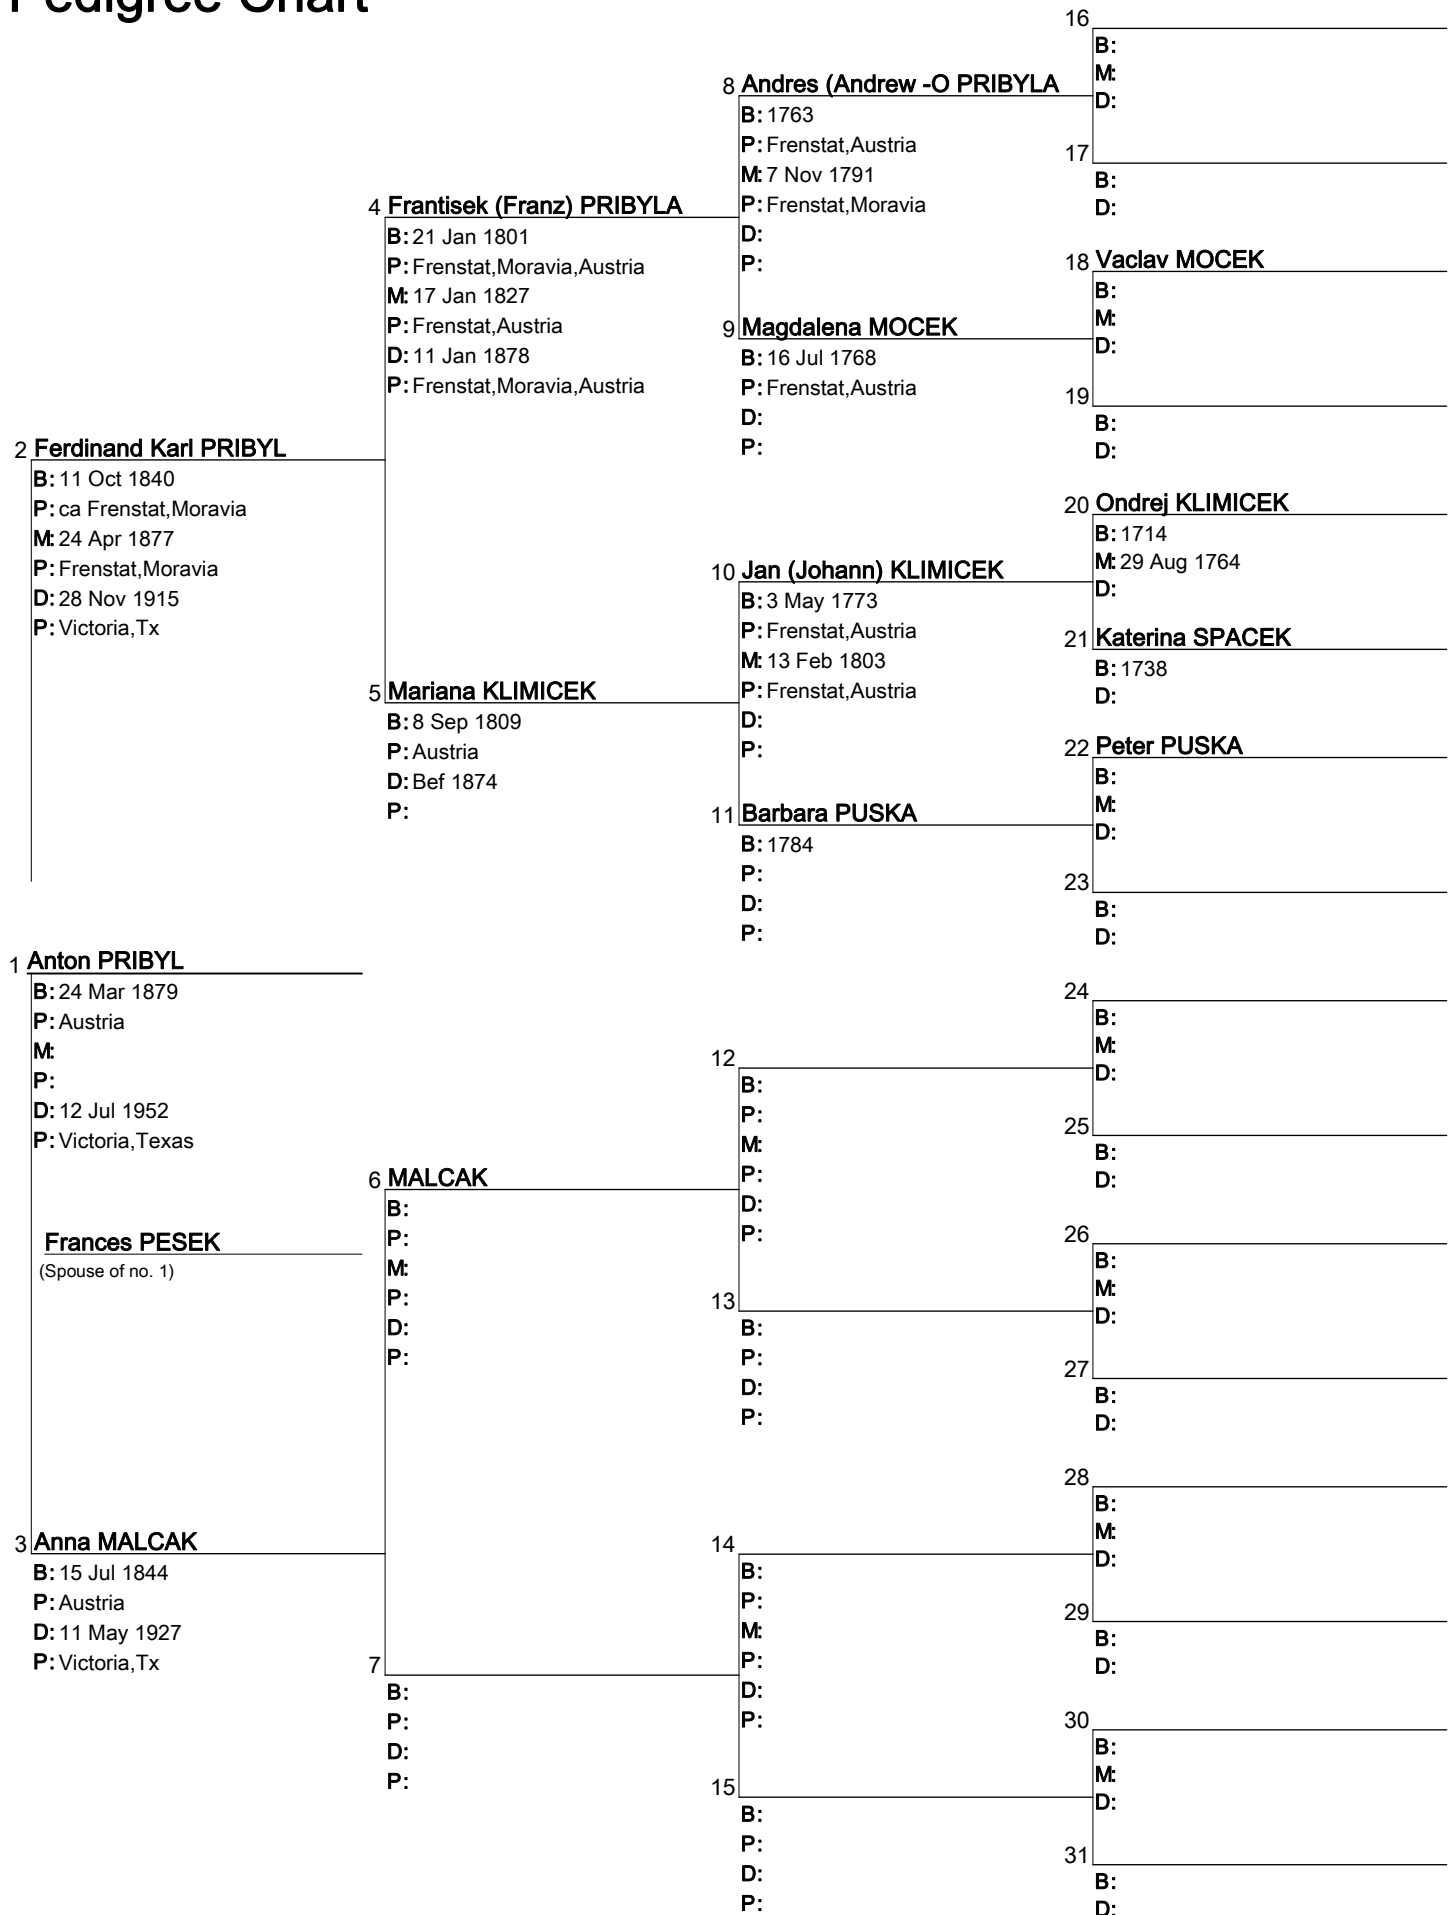 Pedigree Chart
16
B:
M:
D:
8 Andres (Andrew -O PRIBYLA
B: 1763
P: Frenstat,Austria
M: 7 Nov 1791
P: Frenstat,Moravia
D:
P:
17
B:
D:
4 Frantisek (Franz) PRIBYLA
B: 21 Jan 1801
P: Frenstat,Moravia,Austria
M: 17 Jan 1827
P: Frenstat,Austria
D: 11 Jan 1878
P: Frenstat,Moravia,Austria
18 Vaclav MOCEK
B:
M:
D:
9 Magdalena MOCEK
B: 16 Jul 1768
P: Frenstat,Austria
D:
P:
19
B:
D:
2 Ferdinand Karl PRIBYL
B: 11 Oct 1840
P: ca Frenstat,Moravia
M: 24 Apr 1877
P: Frenstat,Moravia
D: 28 Nov 1915
P: Victoria,Tx
20 Ondrej KLIMICEK
B: 1714
M: 29 Aug 1764
D:
10 Jan (Johann) KLIMICEK
B: 3 May 1773
P: Frenstat,Austria
M: 13 Feb 1803
P: Frenstat,Austria
D:
P:
21 Katerina SPACEK
B: 1738
D:
5 Mariana KLIMICEK
B: 8 Sep 1809
P: Austria
D: Bef 1874
P:
22 Peter PUSKA
B:
M:
D:
11 Barbara PUSKA
B: 1784
P:
D:
P:
23
B:
D:
1 Anton PRIBYL
B: 24 Mar 1879
P: Austria
M:
P:
D: 12 Jul 1952
P: Victoria,Texas
24
B:
M:
D:
12
B:
P:
M:
P:
D:
P:
25
B:
D:
6 MALCAK
B:
P:
M:
P:
D:
P:
Frances PESEK
(Spouse of no. 1)
26
B:
M:
D:
13
B:
P:
D:
P:
27
B:
D:
28
B:
M:
D:
3 Anna MALCAK
B: 15 Jul 1844
P: Austria
D: 11 May 1927
P: Victoria,Tx
14
B:
P:
M:
P:
D:
P:
29
B:
D:
7
B:
P:
D:
P:
30
B:
M:
D:
15
B:
P:
D:
P:
31
B:
D: